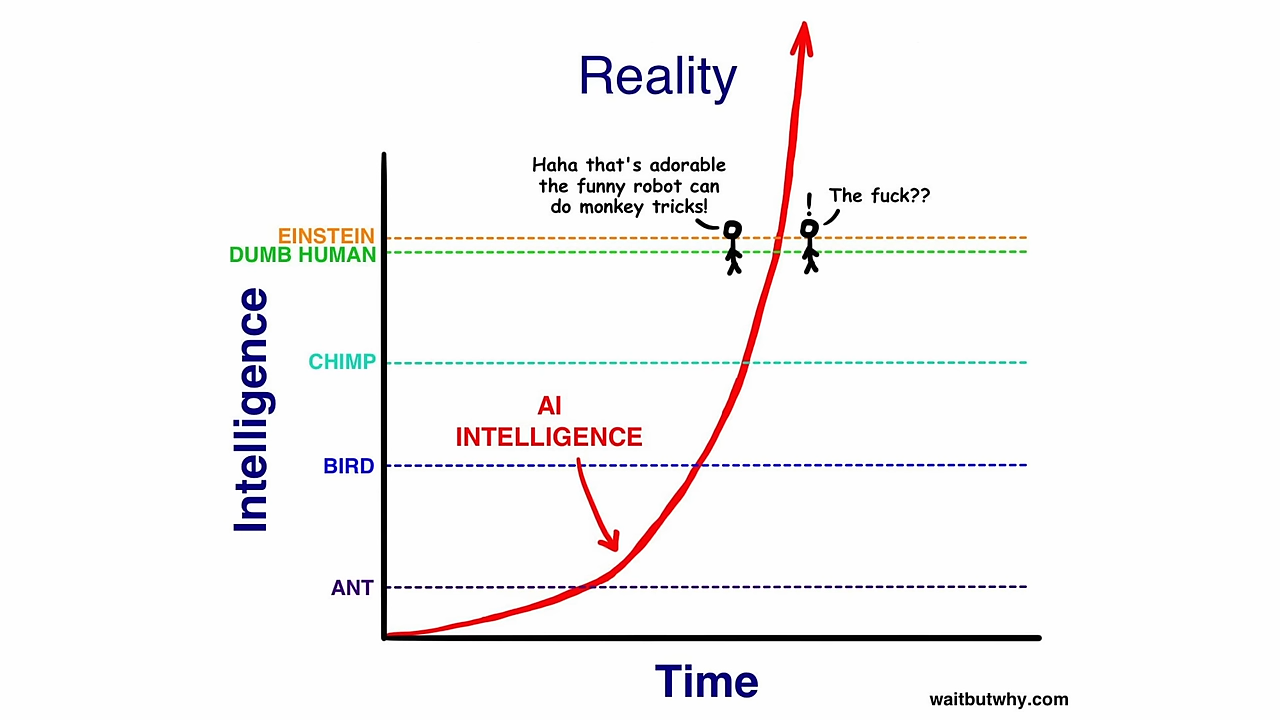 Reality
Haha that's adorable
the funny robot can
do monkey tricks!
!
The fuck??
EINSTEIN
DUMB HUMAN
CHIMP
AI
INTELLIGENCE
BIRD
ANT
Intelligence
Time
waitbutwhy.com